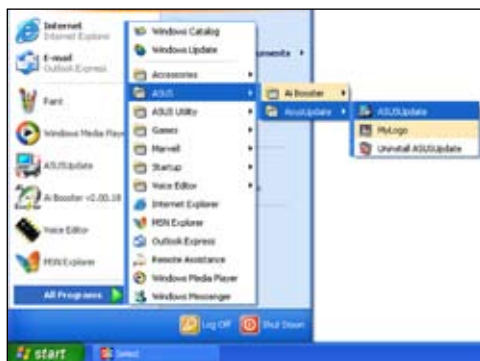 Internet
Internet Explorer
E-mail
Outlook Express
Paint
Windows Media Player
ASUSUpdate
Ai Booster v2.00.18
Voice Editor
MSN Explorer
All Programs
Windows Catalog
Windows Update
Accessories
ASUS
ASUS Utility
Games
Marvell
Startup
Voice Editor
Internet Explorer
MSN Explorer
Outlook Express
Remote Assistance
Windows Media Player
Windows Messenger
Ai Booster
AsusUpdate
ASUSUpdate
MyLogo
Uninstall ASUSUpdate
Log Off
Shut Down
start